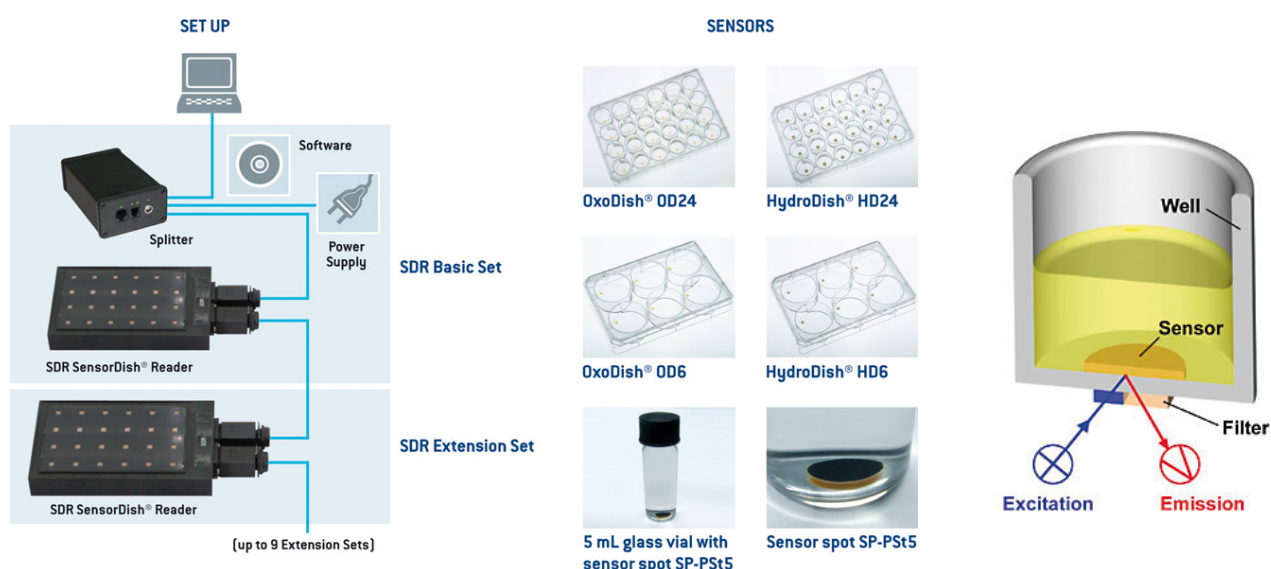 SET UP
Software
Splitter
Power
Supply
SDR Basic Set
SDR SensorDish® Reader
SDR Extension Set
SDR SensorDish® Reader
(up to 9 Extension Sets)
SENSORS
OxoDish® OD24
HydroDish® HD24
OxoDish® OD6
HydroDish® HD6
5 mL glass vial with
sensor spot SP-PSt5
Sensor spot SP-PSt5
Well
Sensor
Filter
Excitation
Emission